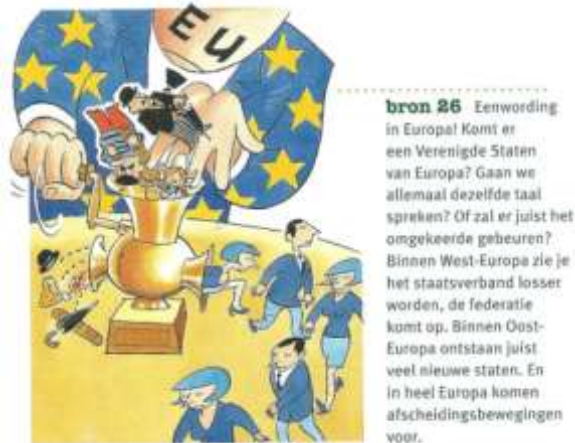 EU
bron 26 Eenwording
in Europa! Komt er
een Verenigde Staten
van Europa? Gaan we
allemaal dezelfde taal
spreken? Of zal er juist het
omgekeerde gebeuren?
Binnen West-Europa zie je
het staatsverband losser
worden, de federatie
komt op. Binnen Oost-
Europa ontstaan juist
veel nieuwe staten. En
in heel Europa komen
afscheidingsbewegingen
voor.